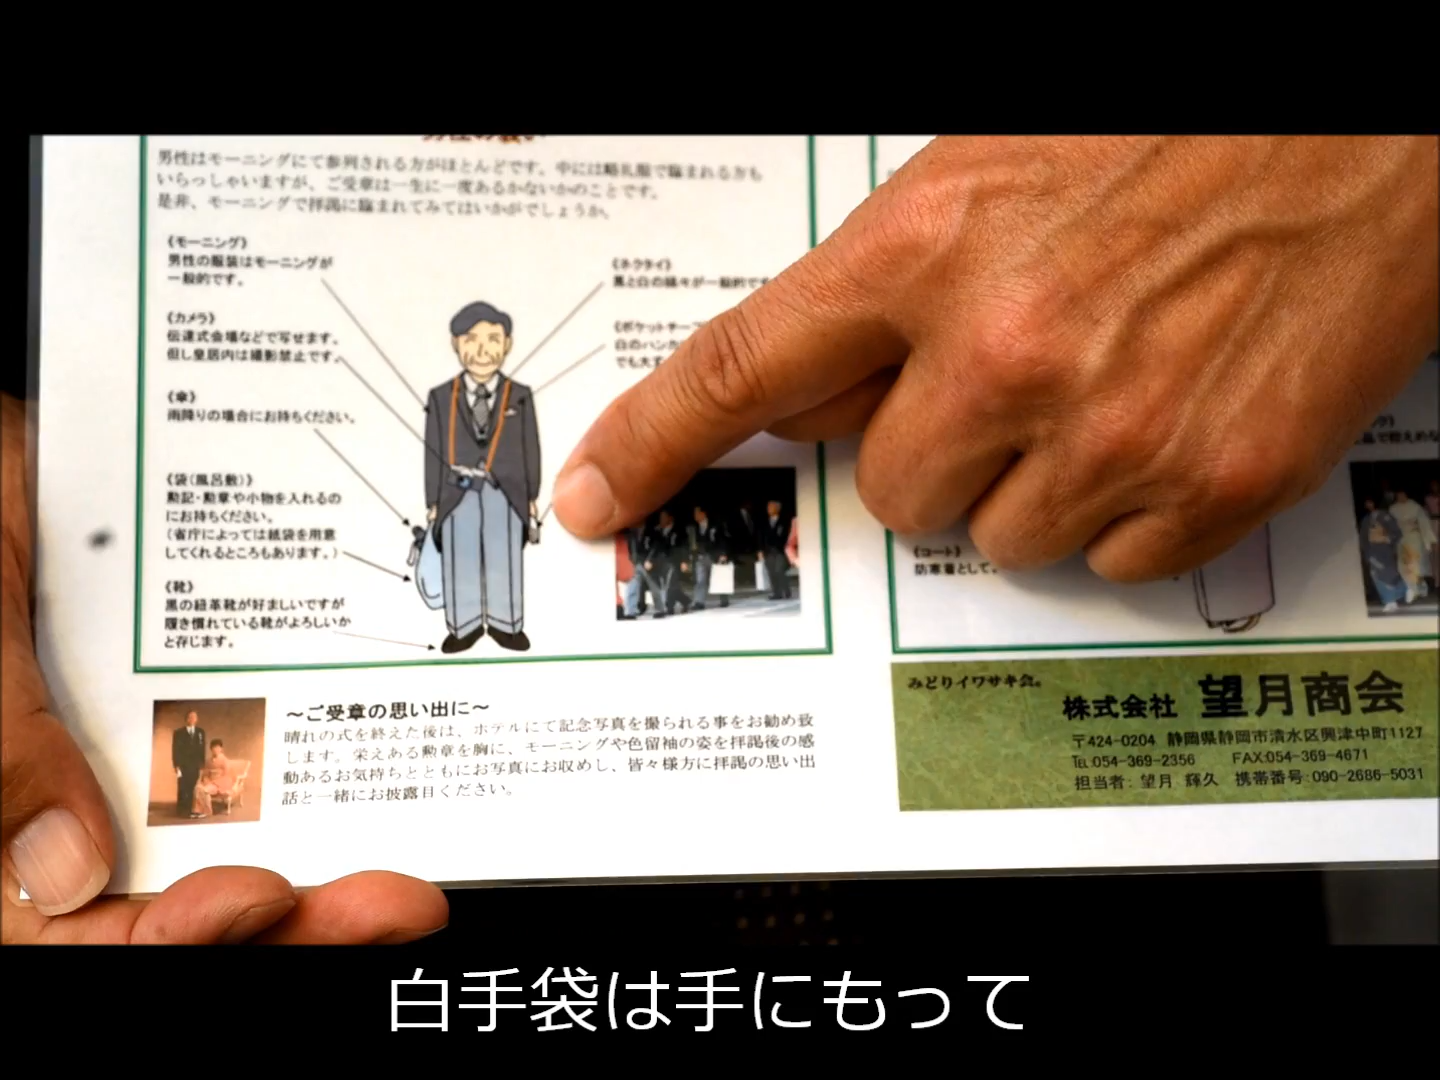 男性はモーニングにて参列される方がほとんどです。中には略礼服で臨まれる方も
いらっしゃいますが、ご受章は一生に一度あるかないかのことです。
是非、モーニングで拝謁に臨まれてみてはいかがでしょうか。
《モーニング》
男性の服装はモーニングが
一般的です。
《カメラ》
伝達式会場などで写せます。
但し皇居内は撮影禁止です。
《傘》
雨降りの場合にお持ちください。
《袋（風呂敷）》
勲記・勲章や小物を入れるの
にお持ちください。
（省庁によっては紙袋を用意
してくれるところもあります。）
《靴》
黒の紐革靴が好ましいですが
履き慣れている靴がよろしいか
と存じます。
《ネクタイ》
黒と白の縞々が一般的です
《ポケットチーフ
白のハンカ
でも大丈
《コート》
防寒着として。
～ご受章の思い出に～
晴れの式を終えた後は、ホテルにて記念写真を撮られる事をお勧め致
します。栄えある勲章を胸に、モーニングや色留袖の姿を拝謁後の感
動あるお気持ちとともにお写真にお収めし、皆々様方に拝謁の思い出
話と一緒にお披露目ください。
みどりイワサキ会。
株式会社 望月商会
〒424-0204 静岡県静岡市清水区興津中町1127
TEL:054-369-2356 FAX:054-369-4671
担当者: 望月 輝久 携帯番号:090-2686-5031
白手袋は手にもって